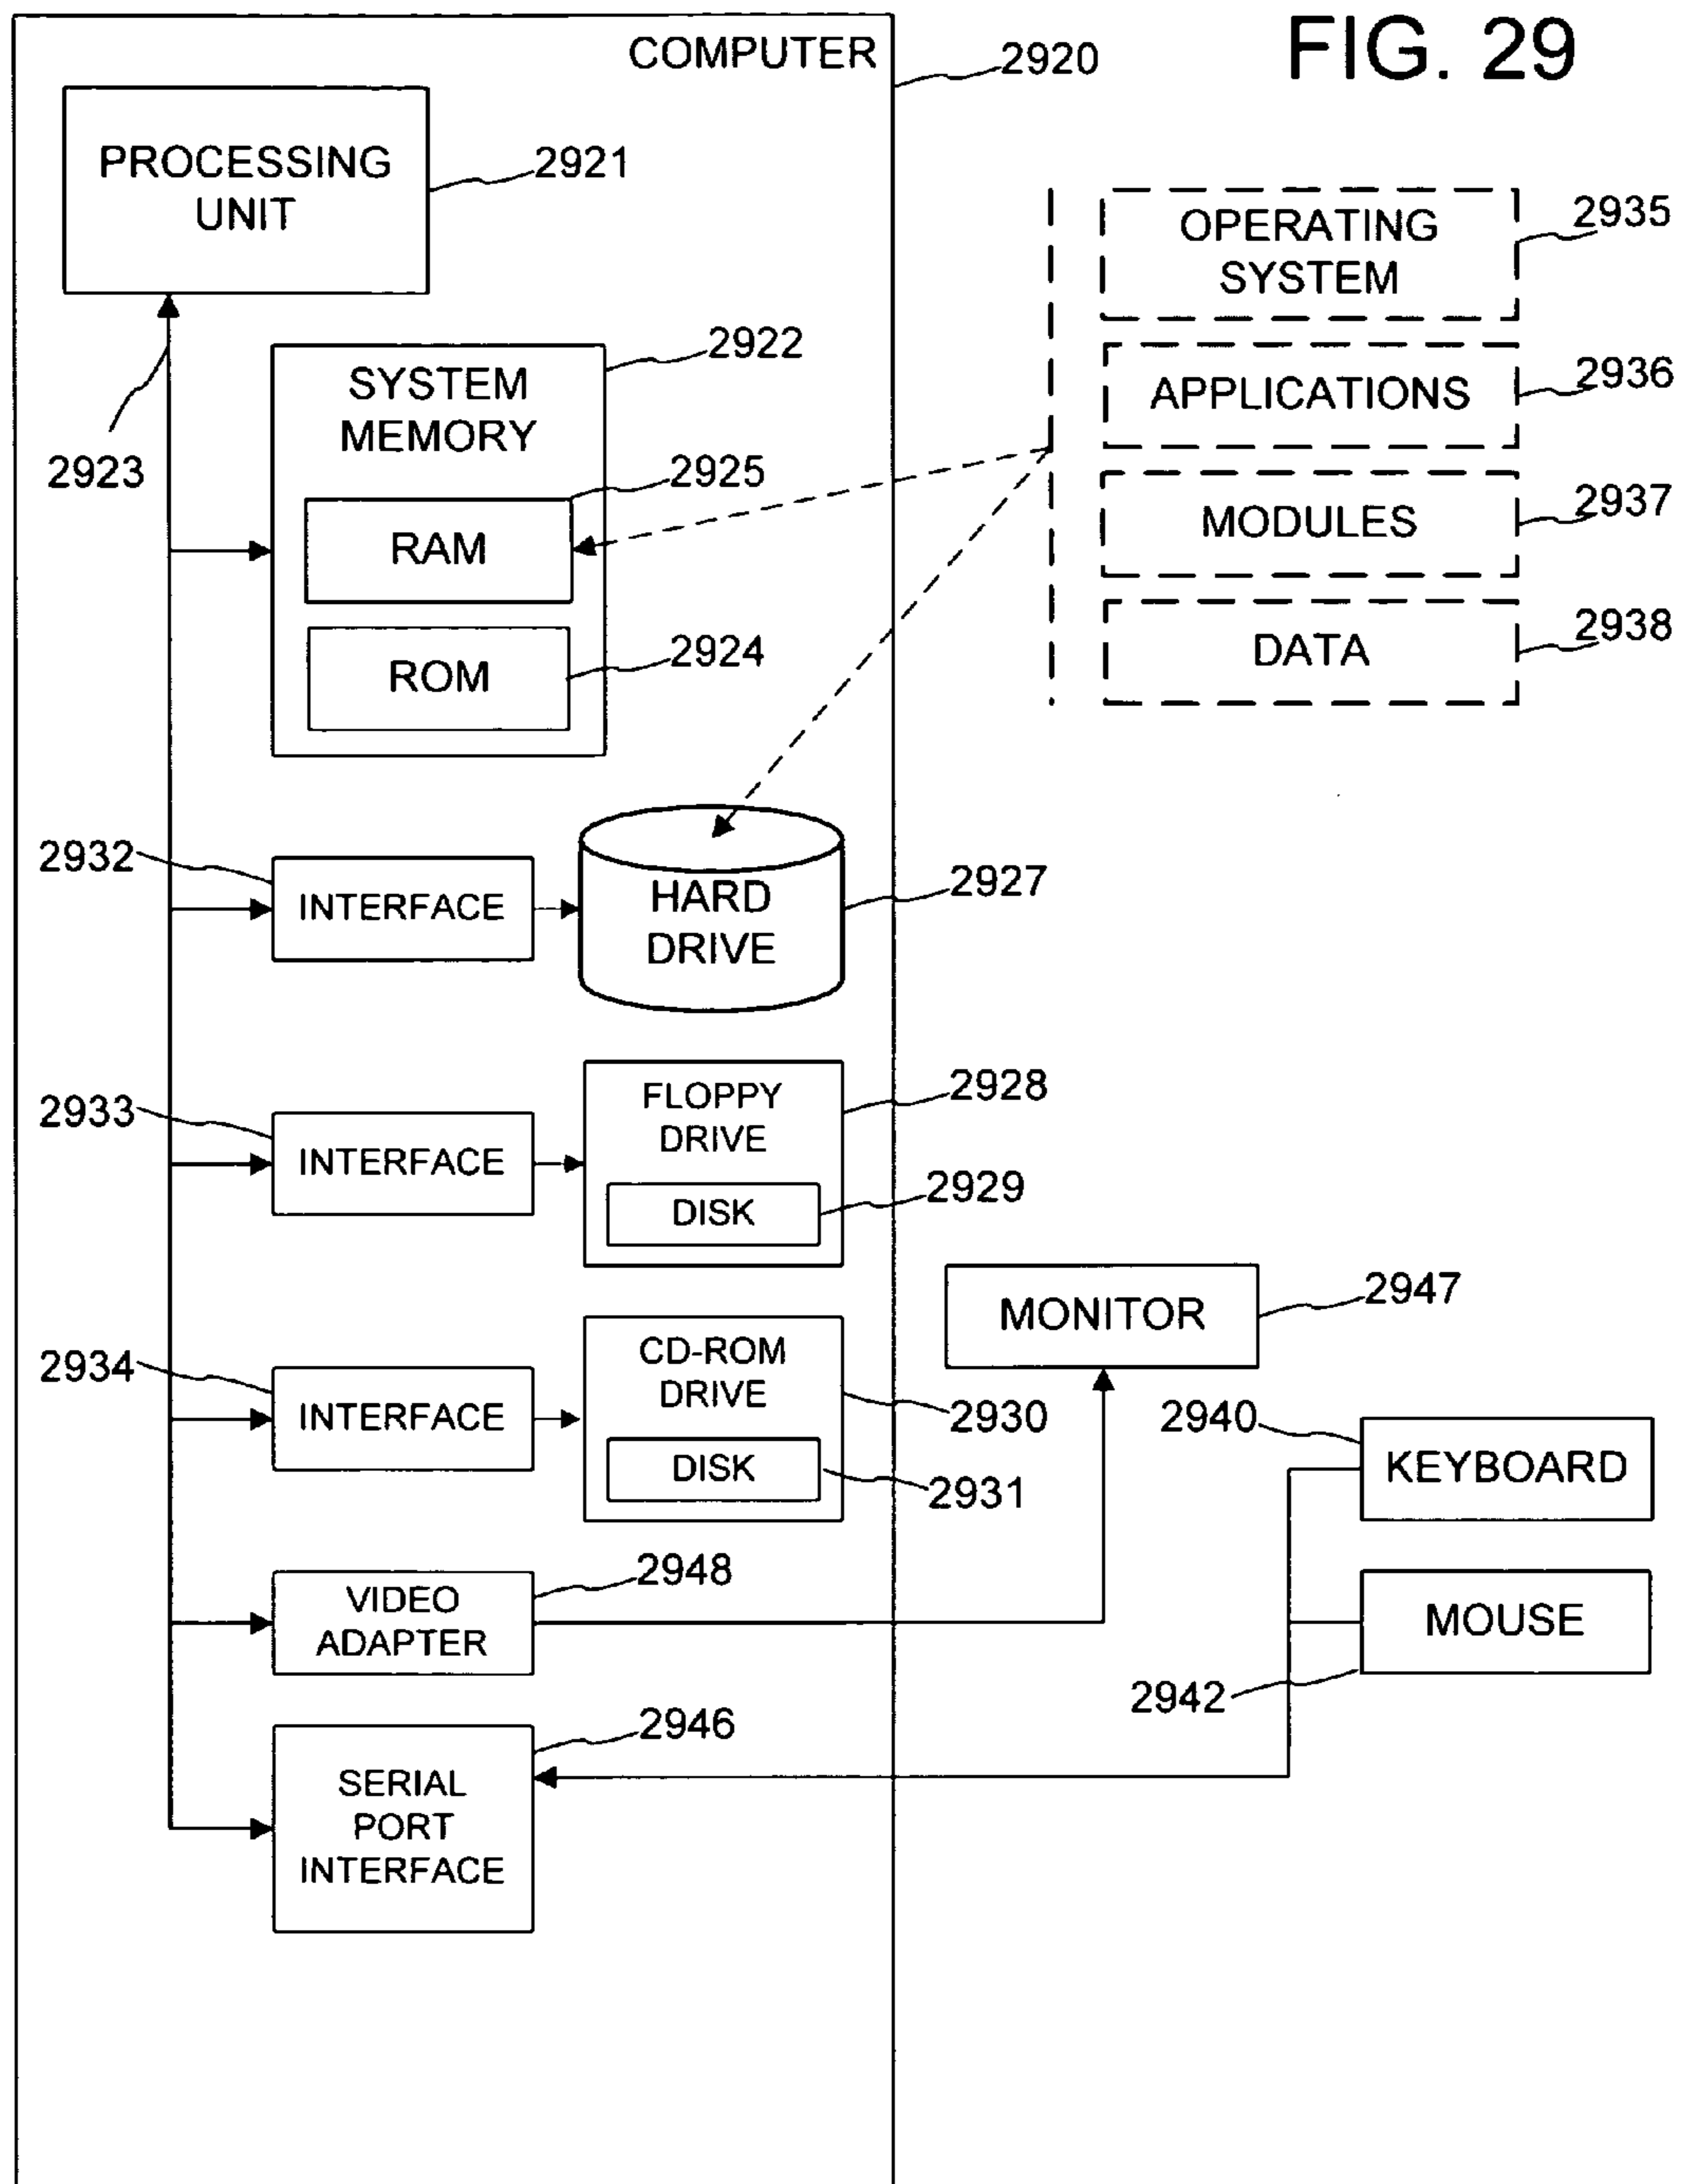 FIG. 29
COMPUTER
2920
PROCESSING
UNIT
2921
2923
SYSTEM
MEMORY
2922
RAM
2925
ROM
2924
OPERATING
SYSTEM
2935
APPLICATIONS
2936
MODULES
2937
DATA
2938
2932
INTERFACE
HARD
DRIVE
2927
2933
INTERFACE
FLOPPY
DRIVE
2928
DISK
2929
2934
INTERFACE
CD-ROM
DRIVE
2930
DISK
2931
MONITOR
2947
2940
KEYBOARD
MOUSE
2942
VIDEO
ADAPTER
2948
SERIAL
PORT
INTERFACE
2946